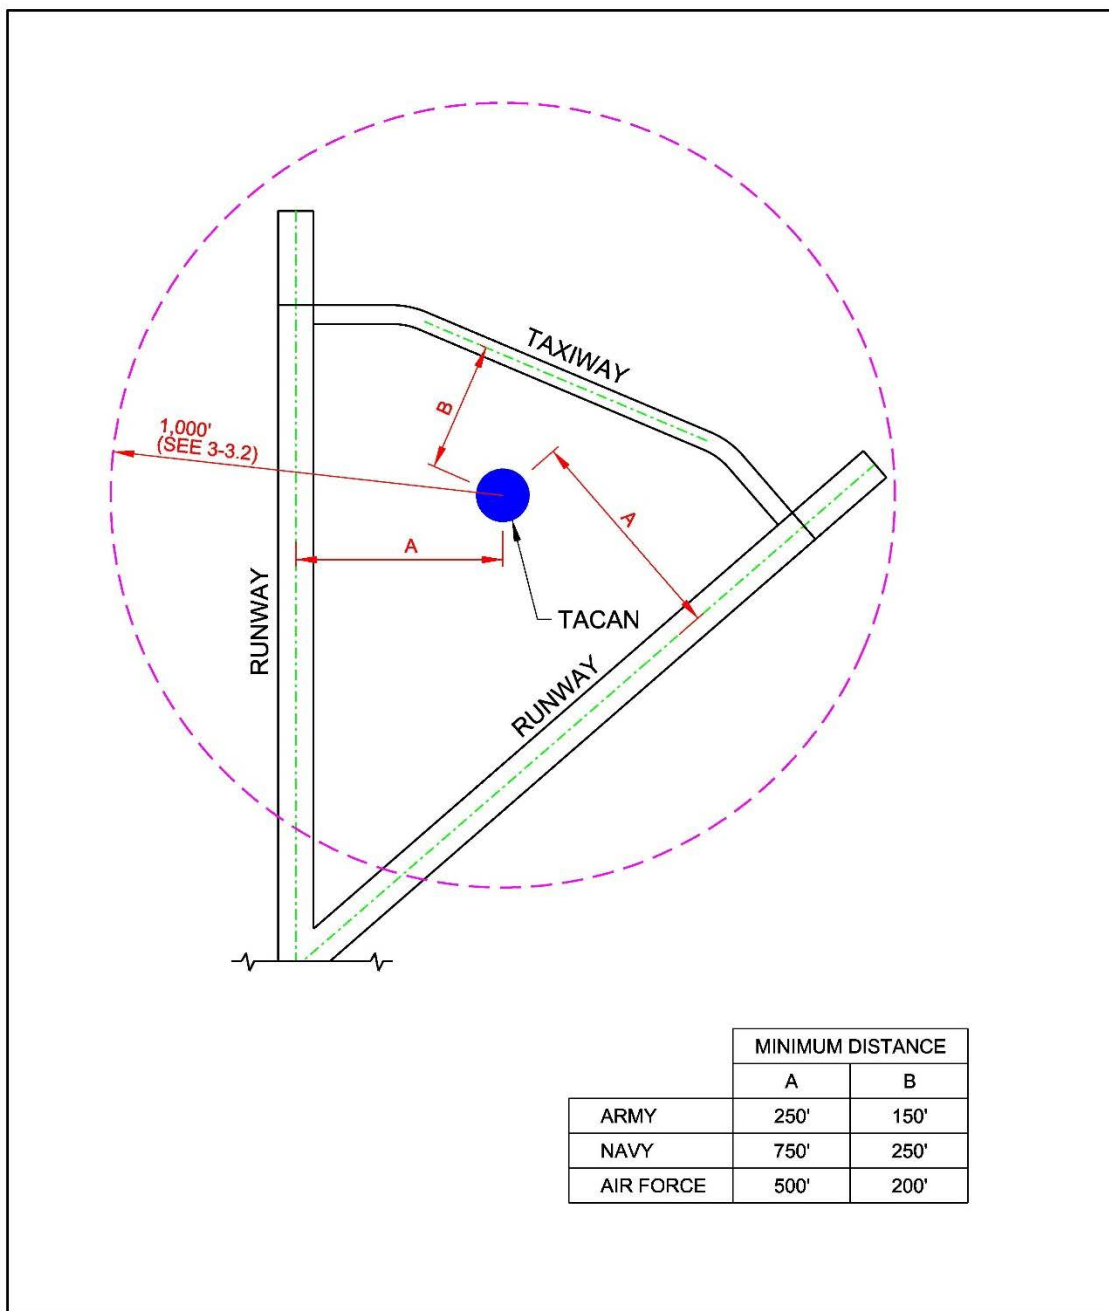 TAXIWAY
B
1,000'
(SEE 3-3.2)
A
A
RUNWAY
TACAN
RUNWAY
MINIMUM DISTANCE
A B
ARMY 250' 150'
NAVY 750' 250'
AIR FORCE 500' 200'